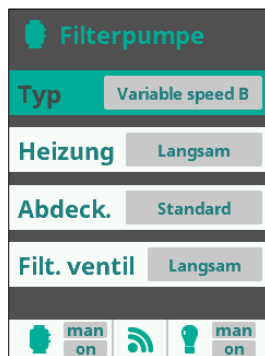 Filterpumpe
Typ Variable speed B
Heizung Langsam
Abdeck. Standard
Filt. ventil Langsam
man man
on on